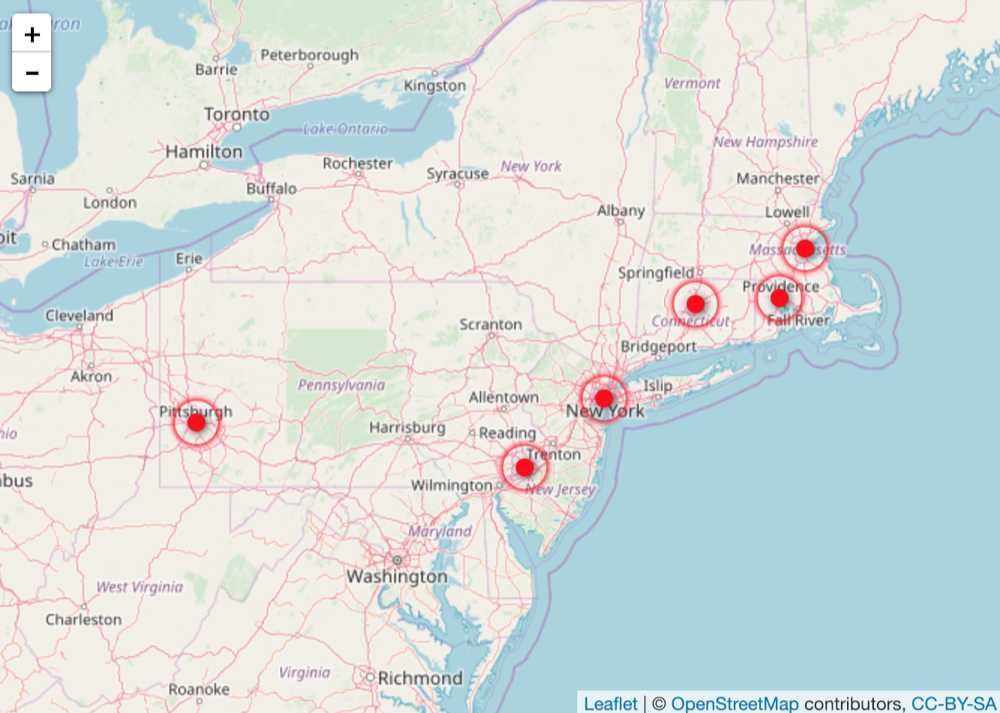 +
Peterborough
Barrie
Kingston
−
Vermont
Toronto
Lake Ontario
Hamilton
New Hampshire
Rochester
Syracuse
New York
Sarnia
Manchester
London
Buffalo
Albany
Lowell
Chatham
Massachusetts
Lake Erie
Erie
Springfield
Providence
Cleveland
Connecticut
Fall River
Scranton
Bridgeport
Akron
Pennsylvania
Islip
Allentown
Pittsburgh
New York
Harrisburg
Reading
Trenton
Wilmington
New Jersey
Maryland
Washington
West Virginia
Charleston
Virginia
Richmond
Roanoke
Leaflet | © OpenStreetMap contributors, CC-BY-SA